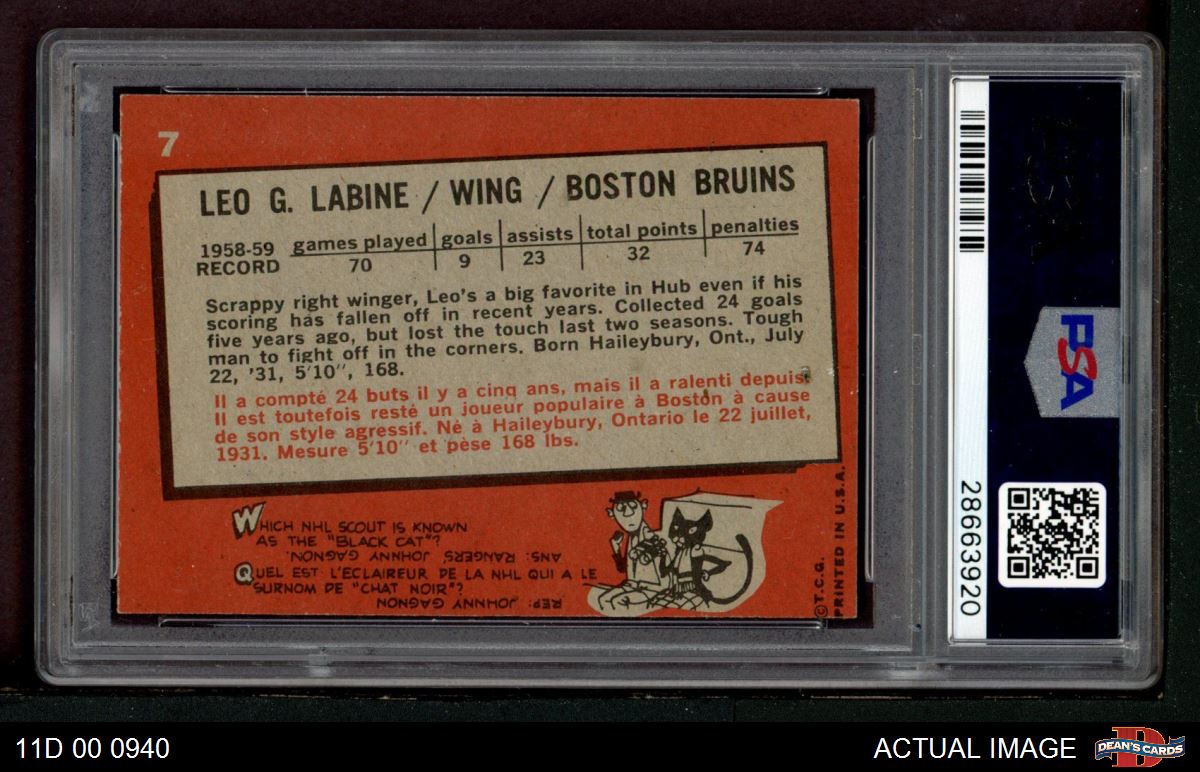 7
LEO G. LABINE / WING / BOSTON BRUINS
1958-59 RECORD games played goals assists total points penalties
70 9 23 32 74
Scrappy right winger, Leo's a big favorite in Hub even if his
scoring has fallen off in recent years. Collected 24 goals
five years ago, but lost the touch last two seasons. Tough
man to fight off in the corners. Born Haileybury, Ont., July
22, '31, 5'10", 168.
Il a compté 24 buts il y a cinq ans, mais il a ralenti depuis.
Il est toutefois resté un joueur populaire à Boston à cause
de son style agressif. Nè à Haileybury, Ontario le 22 juillet,
1931. Mesure 5'10" et pèse 168 lbs.
WHICH NHL SCOUT IS KNOWN
AS THE "BLACK CAT"?
ANS: RANGERS, JOHNNY GAGNON.
QUEL EST L'ECLAIREUR DE LA NHL QUI A LE
SURNOM DE "CHAT NOIR"?
REP: JOHNNY GAGNON
©T.C.G. PRINTED IN U.S.A.
PSA
28663920
11D 00 0940
ACTUAL IMAGE
DEAN'S CARDS